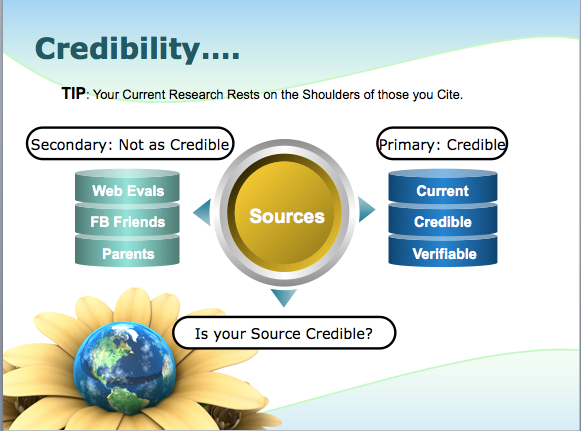 Credibility....
TIP: Your Current Research Rests on the Shoulders of those you Cite.
Secondary: Not as Credible
Primary: Credible
Web Evals
FB Friends
Parents
Sources
Current
Credible
Verifiable
Is your Source Credible?